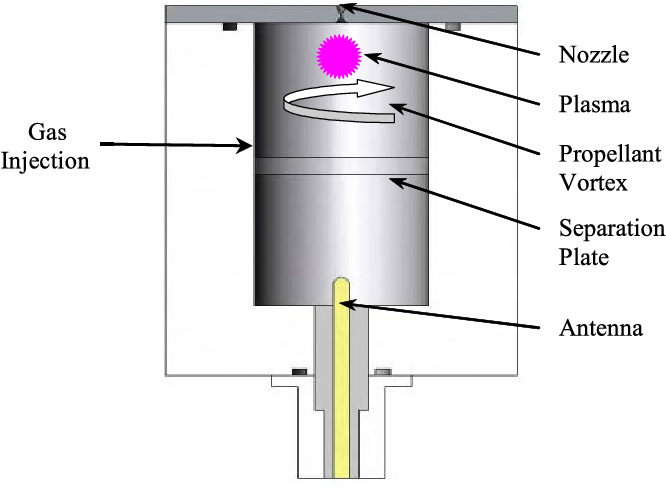 Nozzle
Plasma
Gas
Injection
Propellant
Vortex
Separation
Plate
Antenna